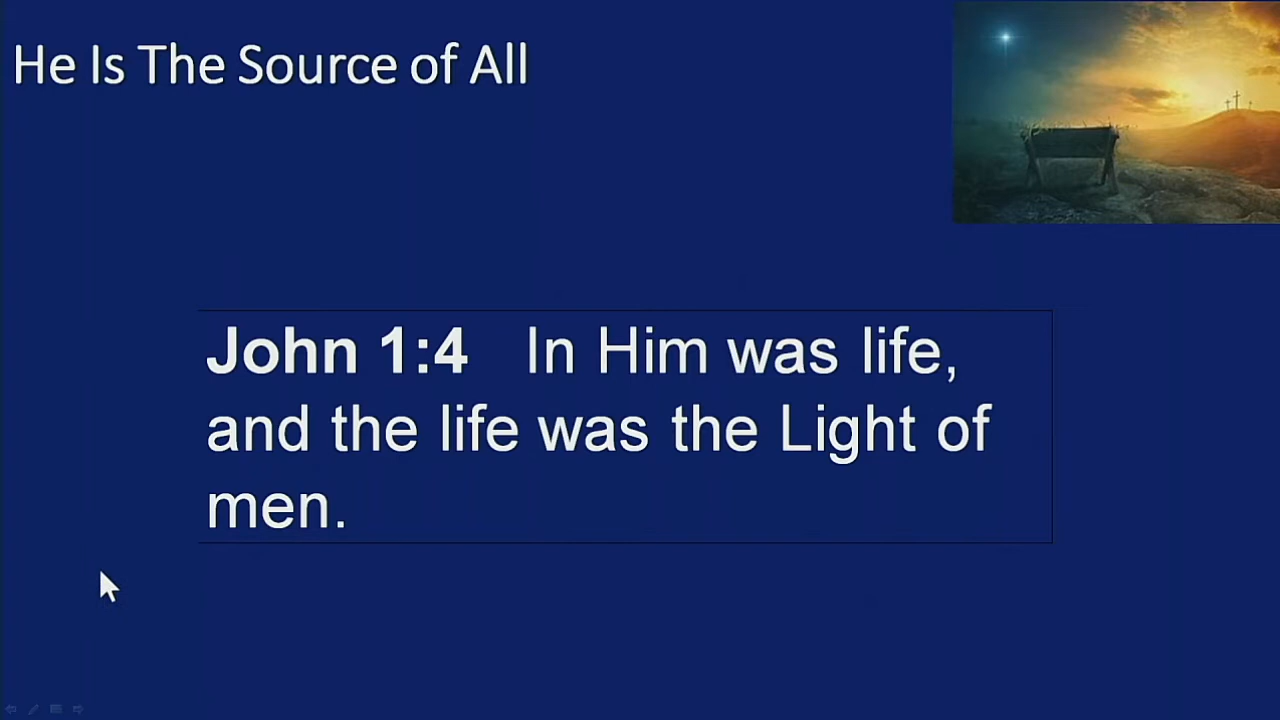 He Is The Source of All
John 1:4 In Him was life,
and the life was the Light of
men.